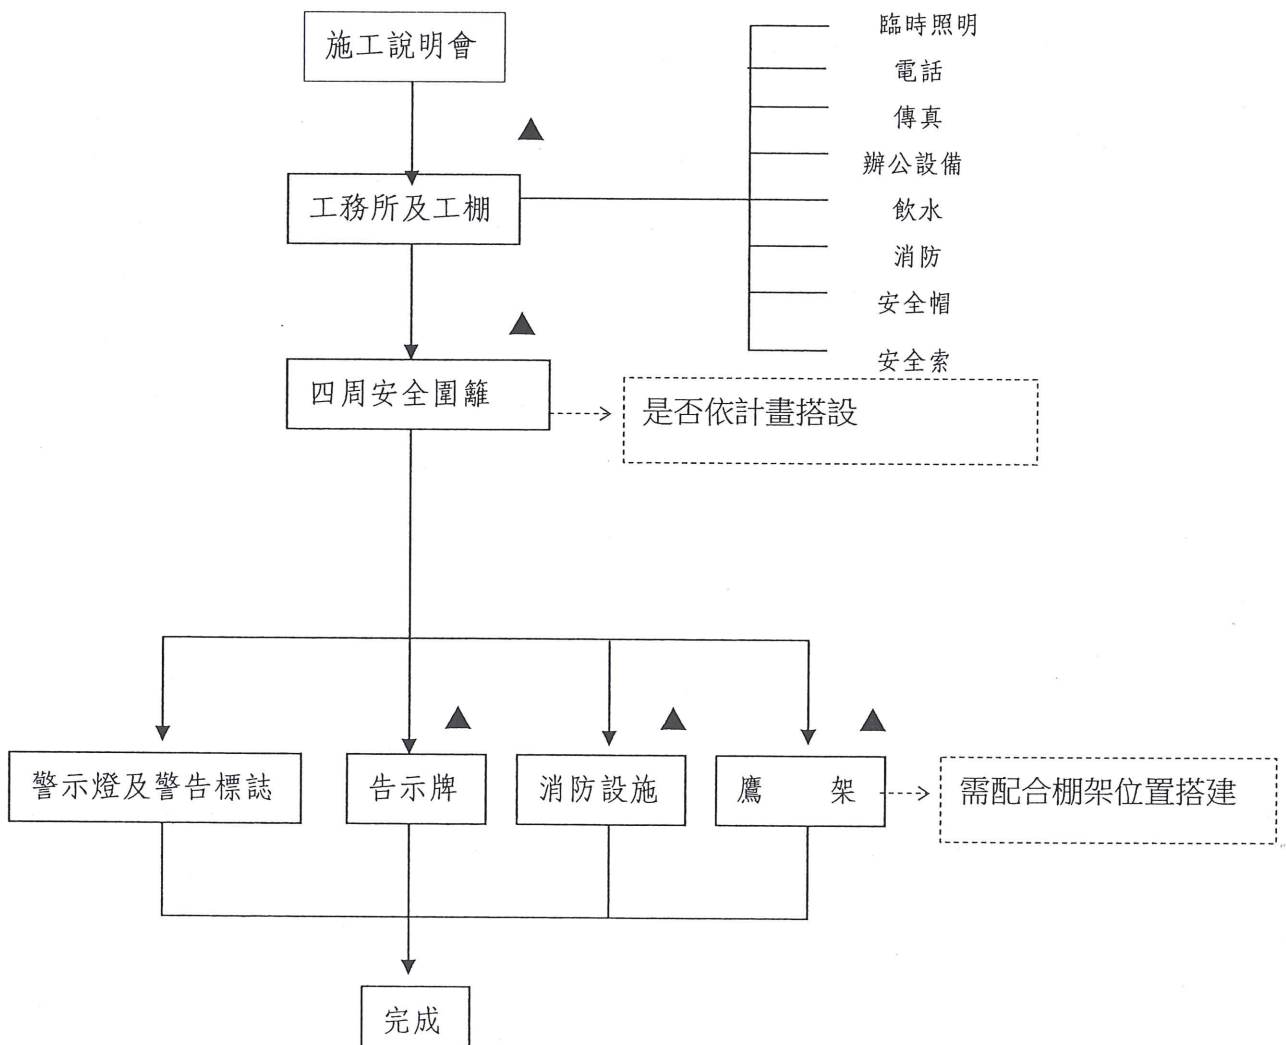 施工說明會
臨時照明
電話
傳真
辦公設備
工務所及工棚
飲水
消防
安全帽
安全索
四周安全圍籬
是否依計畫搭設
警示燈及警告標誌
告示牌
消防設施
鷹 架
需配合棚架位置搭建
完成